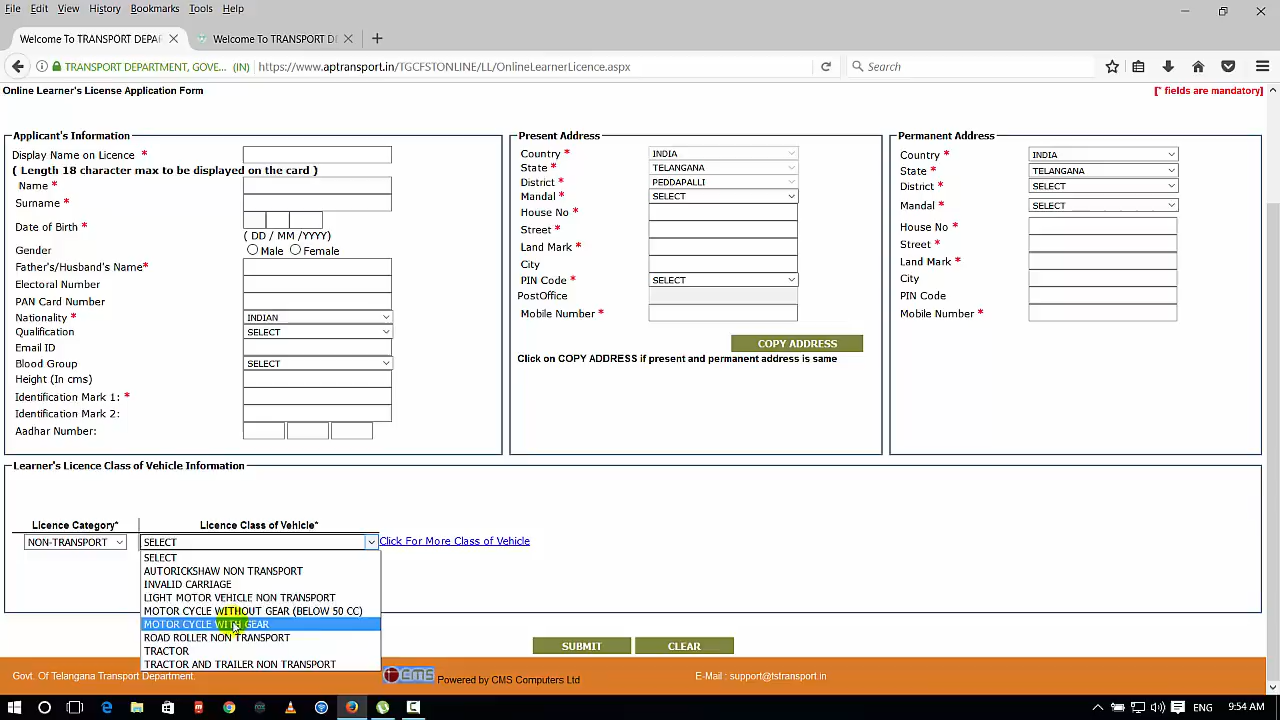 File Edit View History Bookmarks Tools Help
Welcome To TRANSPORT DEPAR
Welcome To TRANSPORT DE
TRANSPORT DEPARTMENT, GOVE... (IN) https://www.aptransport.in/TGCFSTONLINE/LL/OnlineLearnerLicence.aspx Search
Online Learner's License Application Form
[* fields are mandatory]
Applicant's Information
Display Name on Licence *
( Length 18 character max to be displayed on the card )
Name *
Surname *
Date of Birth *
( DD / MM /YYYY)
Gender Male Female
Father's/Husband's Name*
Electoral Number
PAN Card Number
Nationality * INDIAN
Qualification SELECT
Email ID
Blood Group SELECT
Height (In cms)
Identification Mark 1: *
Identification Mark 2:
Aadhar Number:
Present Address
Country * INDIA
State * TELANGANA
District * PEDDAPALLI
Mandal * SELECT
House No *
Street *
Land Mark *
City
PIN Code * SELECT
PostOffice
Mobile Number *
COPY ADDRESS
Click on COPY ADDRESS if present and permanent address is same
Permanent Address
Country * INDIA
State * TELANGANA
District * SELECT
Mandal * SELECT
House No *
Street *
Land Mark *
City
PIN Code
Mobile Number *
Learner's Licence Class of Vehicle Information
Licence Category* Licence Class of Vehicle*
NON-TRANSPORT SELECT Click For More Class of Vehicle
SELECT
AUTORICKSHAW NON TRANSPORT
INVALID CARRIAGE
LIGHT MOTOR VEHICLE NON TRANSPORT
MOTOR CYCLE WITHOUT GEAR (BELOW 50 CC)
MOTOR CYCLE WITH GEAR
ROAD ROLLER NON TRANSPORT
TRACTOR
TRACTOR AND TRAILER NON TRANSPORT
SUBMIT CLEAR
Govt. Of Telangana Transport Department. CMS Powered by CMS Computers Ltd E-Mail : support@tstransport.in
ENG 9:54 AM